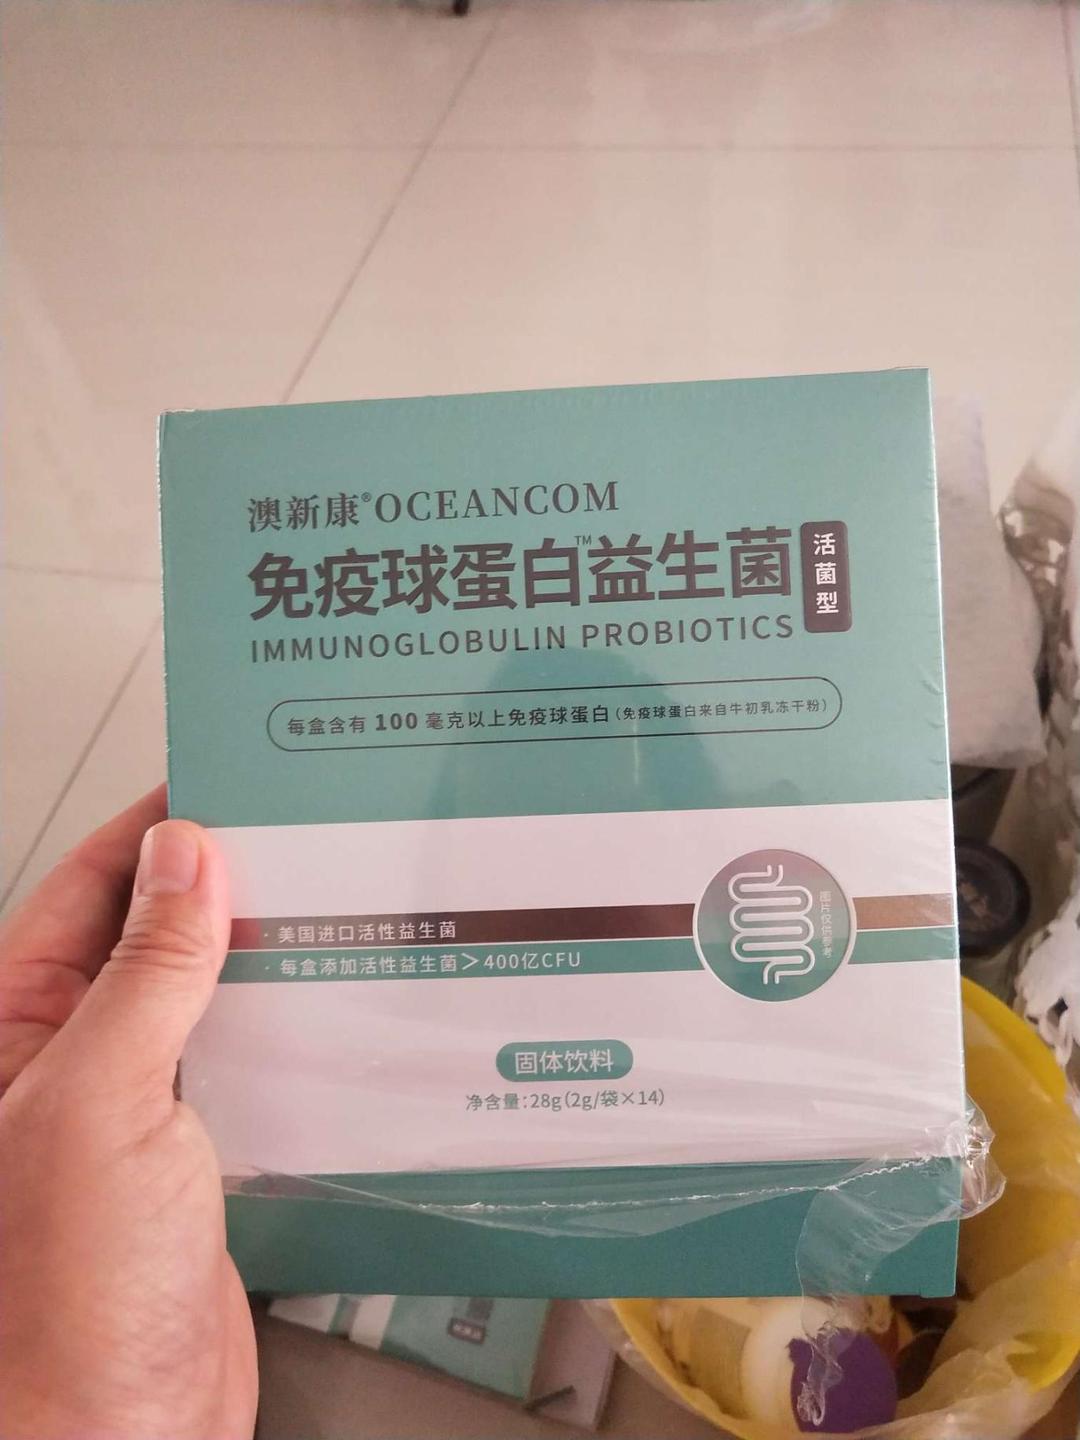 澳新康®OCEANCOM
免疫球蛋白™益生菌
活菌型
IMMUNOGLOBULIN PROBIOTICS
每盒含有 100 毫克以上免疫球蛋白(免疫球蛋白来自牛初乳冻干粉)
· 美国进口活性益生菌
· 每盒添加活性益生菌＞400亿CFU
图片仅供参考
固体饮料
净含量:28g(2g/袋×14)